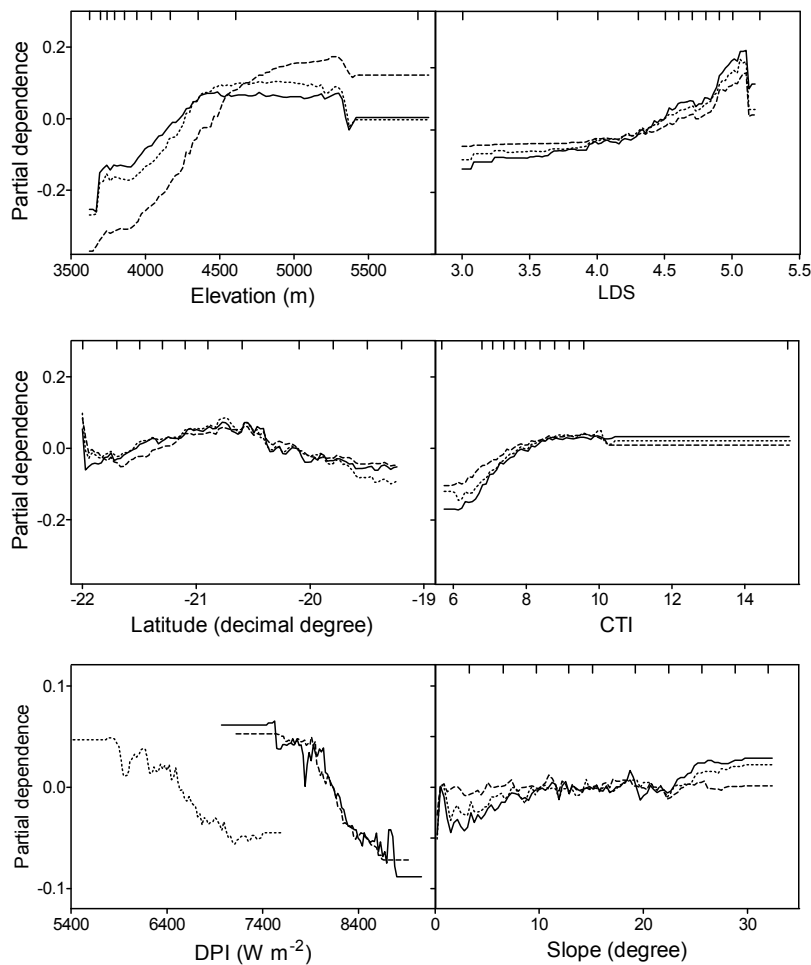 0.2
0.0
-0.2
Partial dependence
3500 4000 4500 5000 5500
Elevation (m)
3.0 3.5 4.0 4.5 5.0 5.5
LDS
0.2
0.0
-0.2
Partial dependence
-22 -21 -20 -19
Latitude (decimal degree)
6 8 10 12 14
CTI
0.1
0.0
-0.1
Partial dependence
5400 6400 7400 8400
DPI (W m⁻²)
0 10 20 30
Slope (degree)